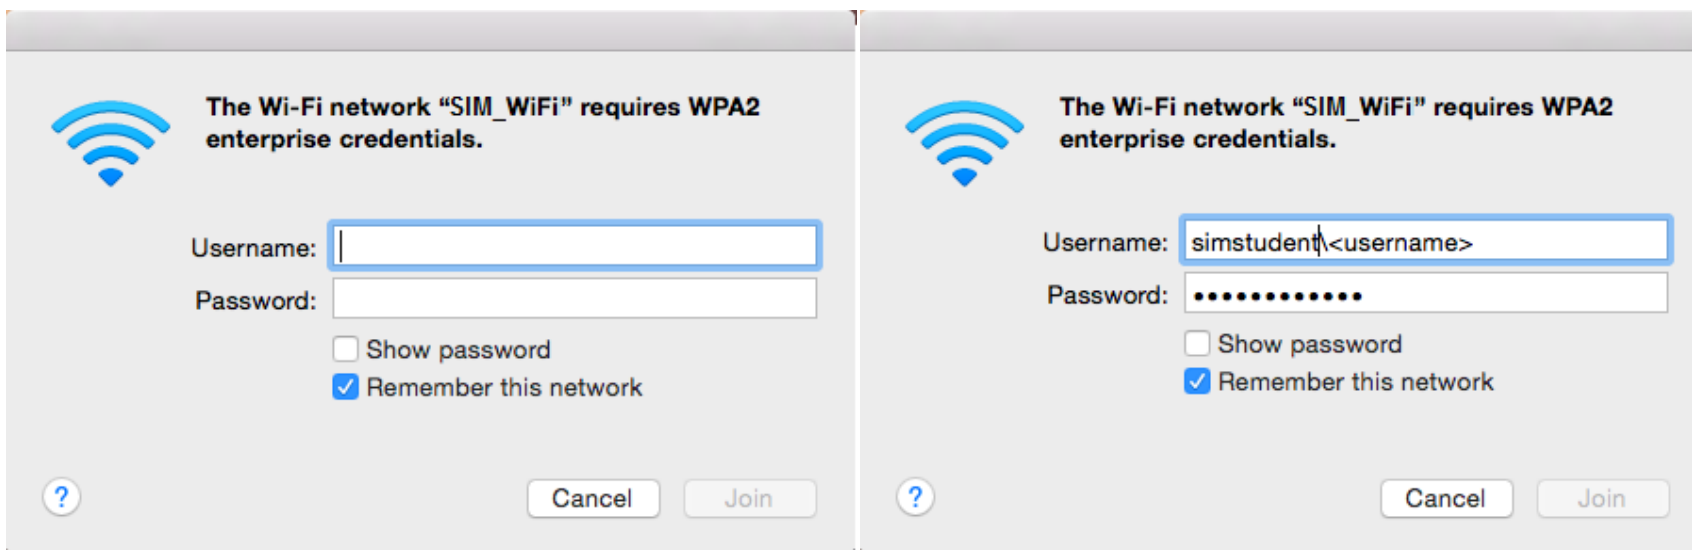 The Wi-Fi network “SIM_WiFi” requires WPA2
enterprise credentials.
Username:
Password:
Show password
Remember this network
?
Cancel
Join
The Wi-Fi network “SIM_WiFi” requires WPA2
enterprise credentials.
Username: simstudent\<username>
Password: ••••••••••••
Show password
Remember this network
?
Cancel
Join